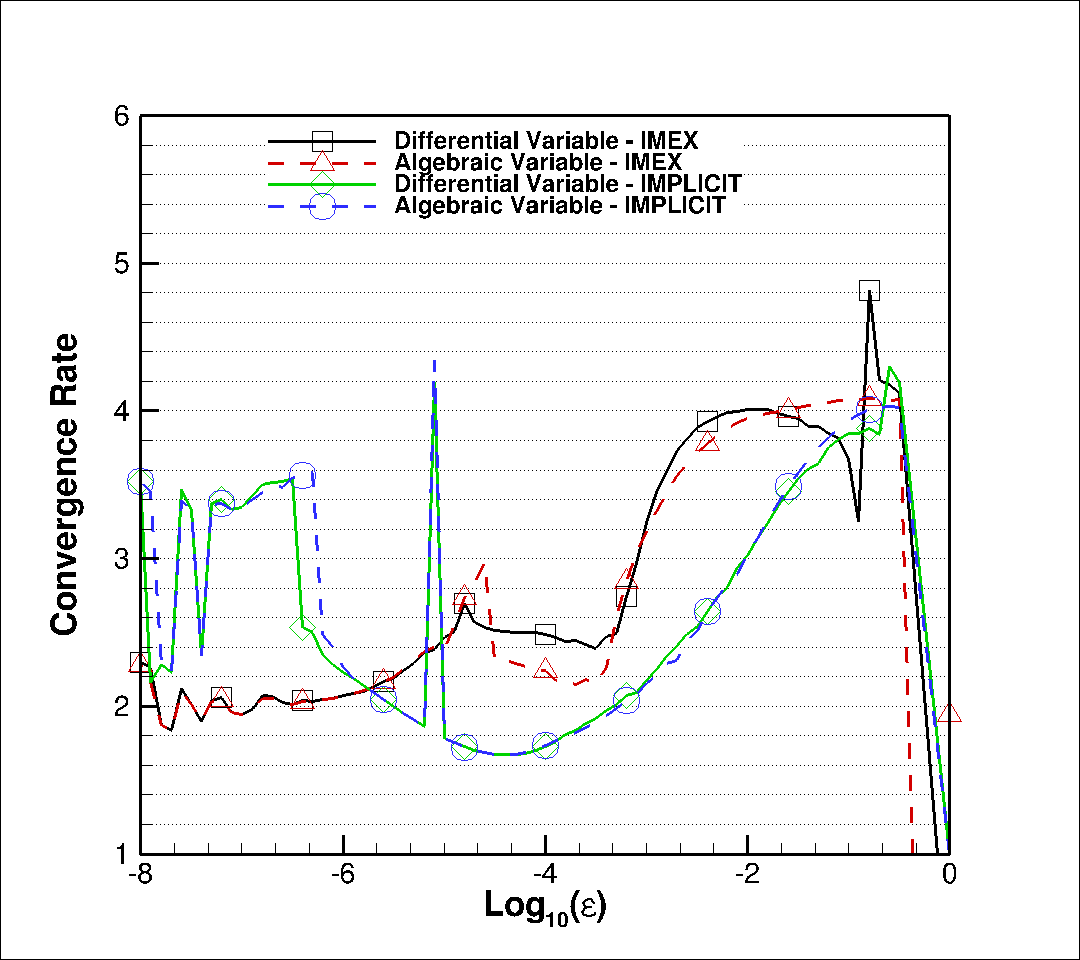 6
5
4
3
2
1
Convergence Rate
Differential Variable - IMEX
Algebraic Variable - IMEX
Differential Variable - IMPLICIT
Algebraic Variable - IMPLICIT
-8 -6 -4 -2 0
Log10(ε)